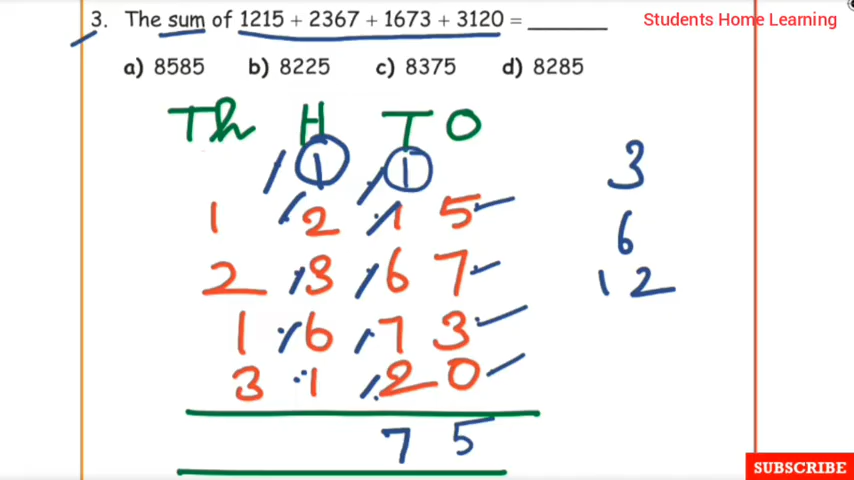 3. The sum of 1215 + 2367 + 1673 + 3120 = ______
Students Home Learning
a) 8585 b) 8225 c) 8375 d) 8285
Th H T O
1 1
1 2 1 5
2 3 6 7
1 6 7 3
3 1 2 0
7 5
3
6
12
SUBSCRIBE